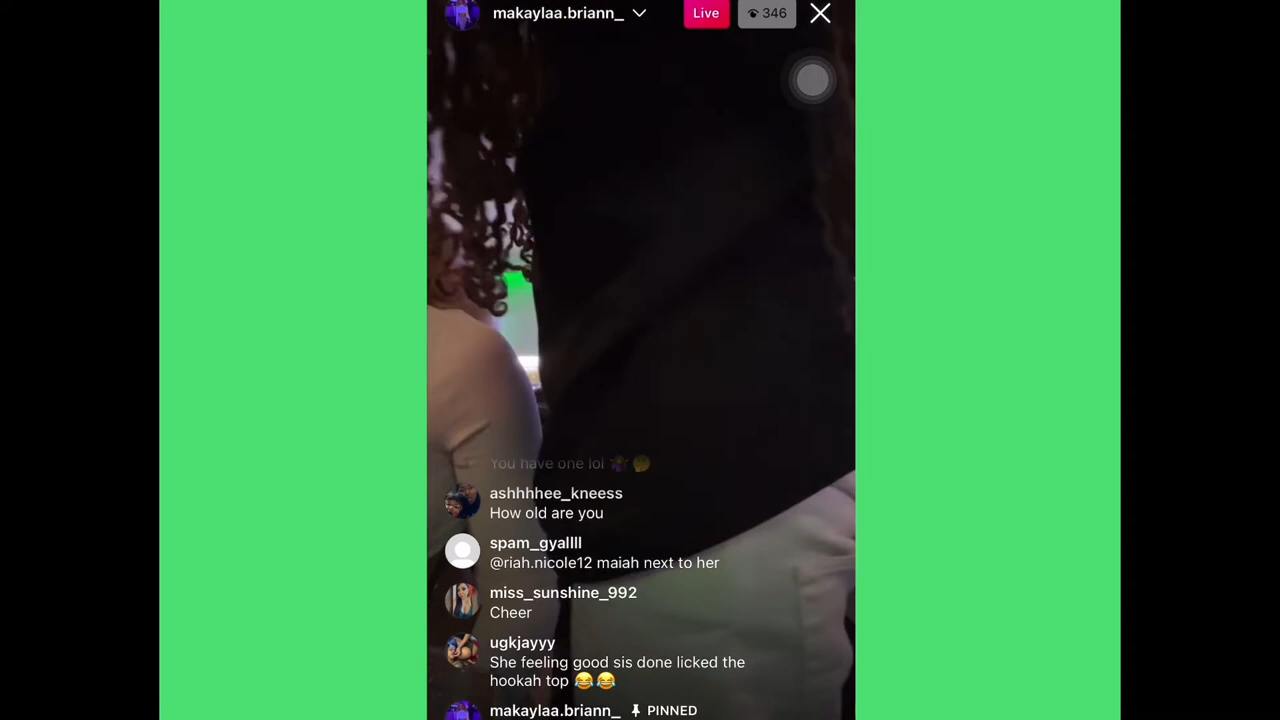 makaylaa.briann_
Live
346
You have one lol 🤷🏾‍♀️🤔
ashhhhee_kneess
How old are you
spam_gyallll
@riah.nicole12 maiah next to her
miss_sunshine_992
Cheer
ugkjayyy
She feeling good sis done licked the
hookah top 😂😂
makaylaa.briann_ PINNED